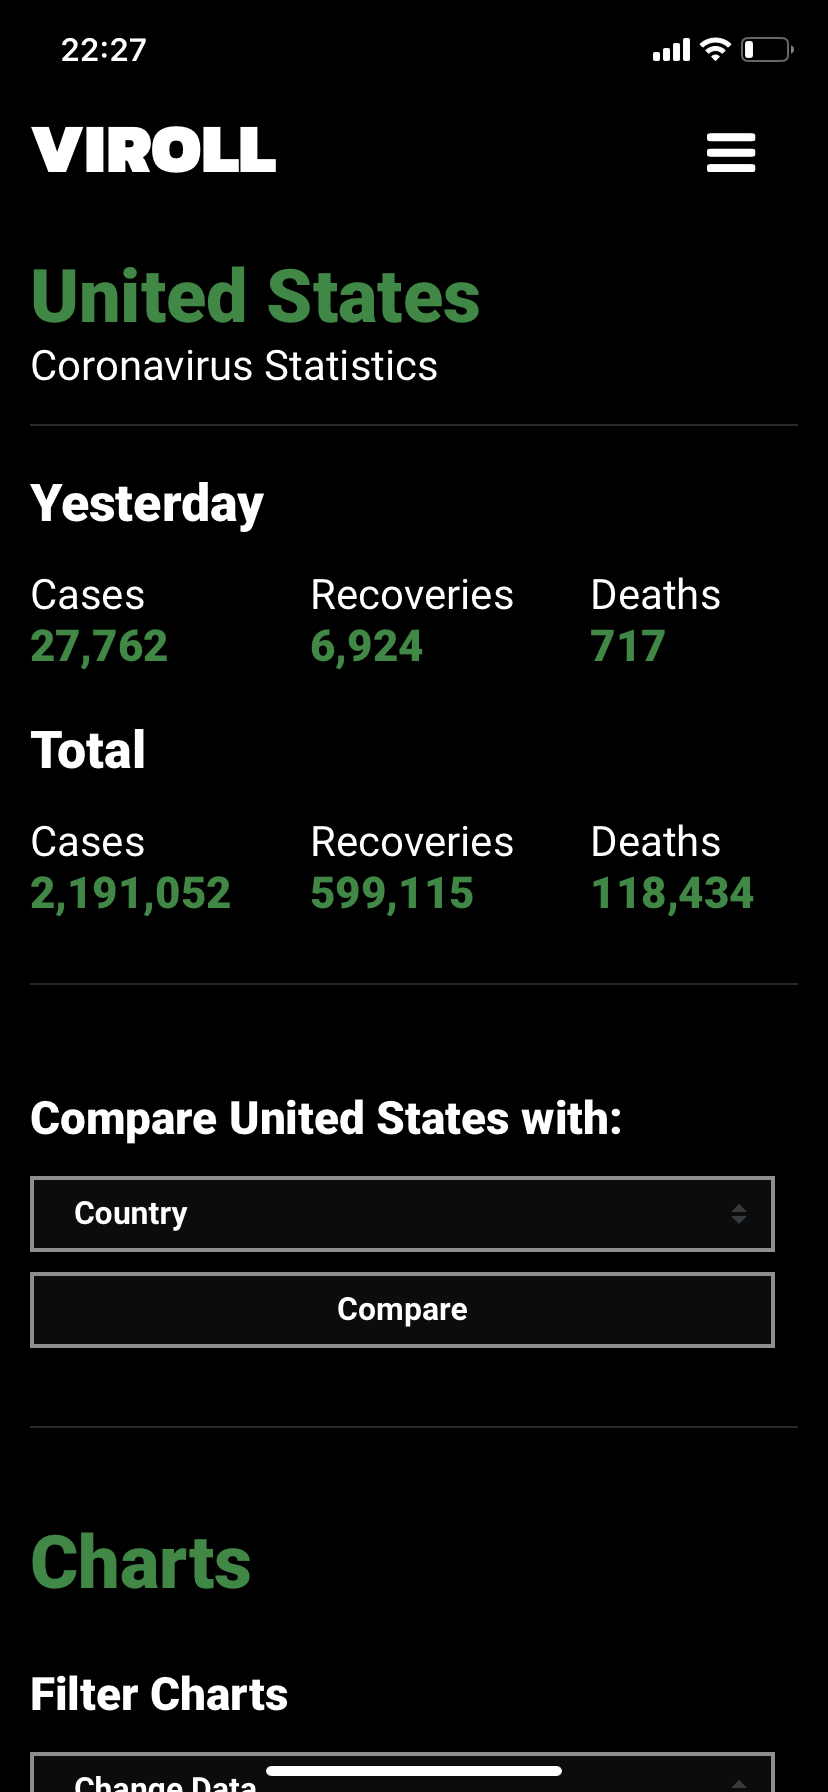 22:27
VIROLL
United States
Coronavirus Statistics
Yesterday
Cases Recoveries Deaths
27,762 6,924 717
Total
Cases Recoveries Deaths
2,191,052 599,115 118,434
Compare United States with:
Country
Compare
Charts
Filter Charts
Change Data